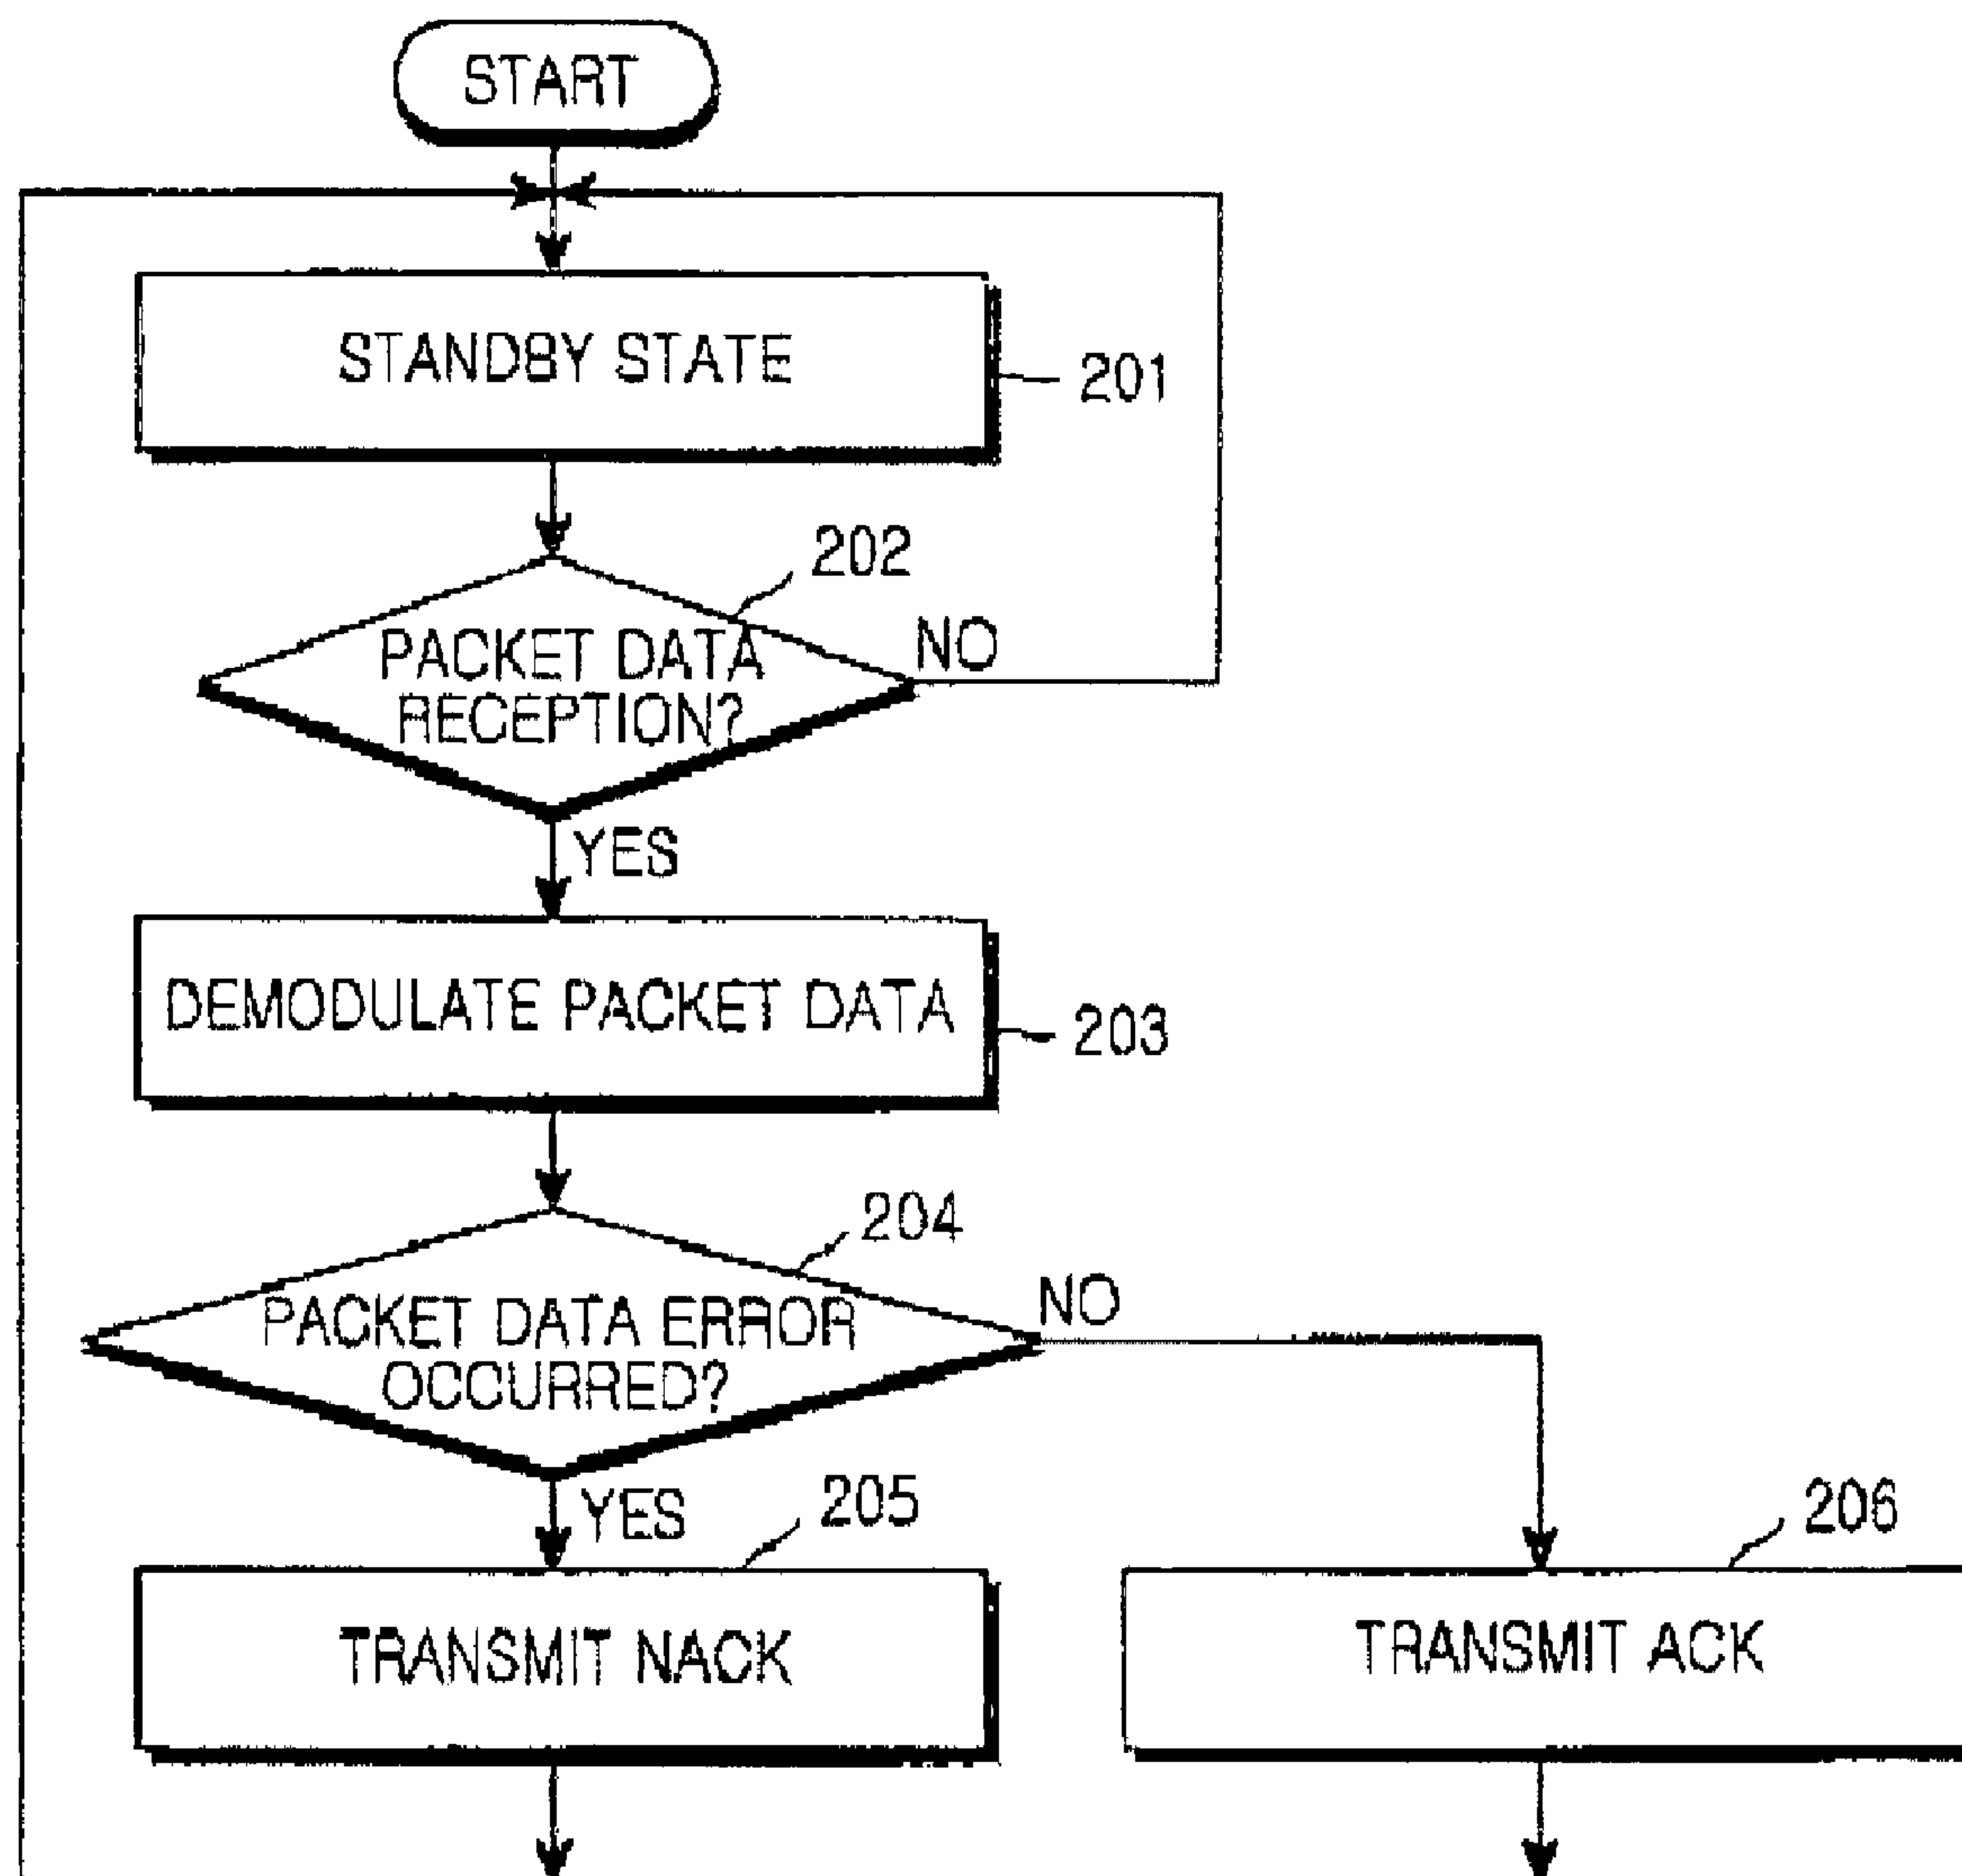 START
STANDBY STATE
201
202
PACKET DATA
RECEPTION?
NO
YES
DEMODULATE PACKET DATA
203
204
PACKET DATA ERROR
OCCURRED?
NO
YES
205
206
TRANSMIT NACK
TRANSMIT ACK